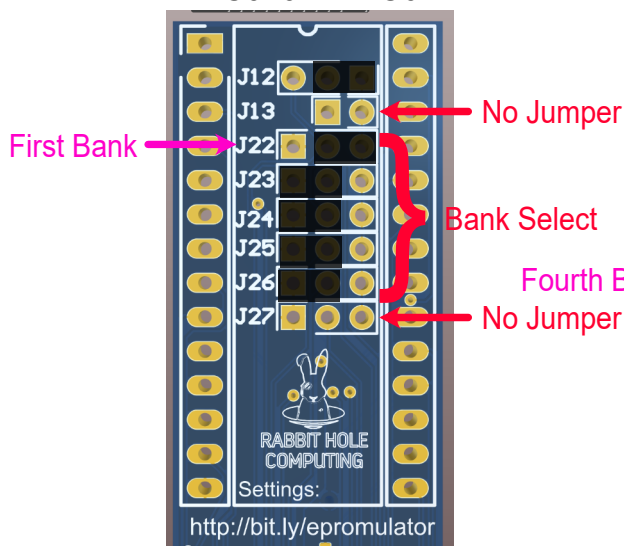 J12
J13
No Jumper
First Bank
J22
J23
J24
Bank Select
J25
J26
Fourth B
J27
No Jumper
RABBIT HOLE
COMPUTING
Settings:
http://bit.ly/epromulator